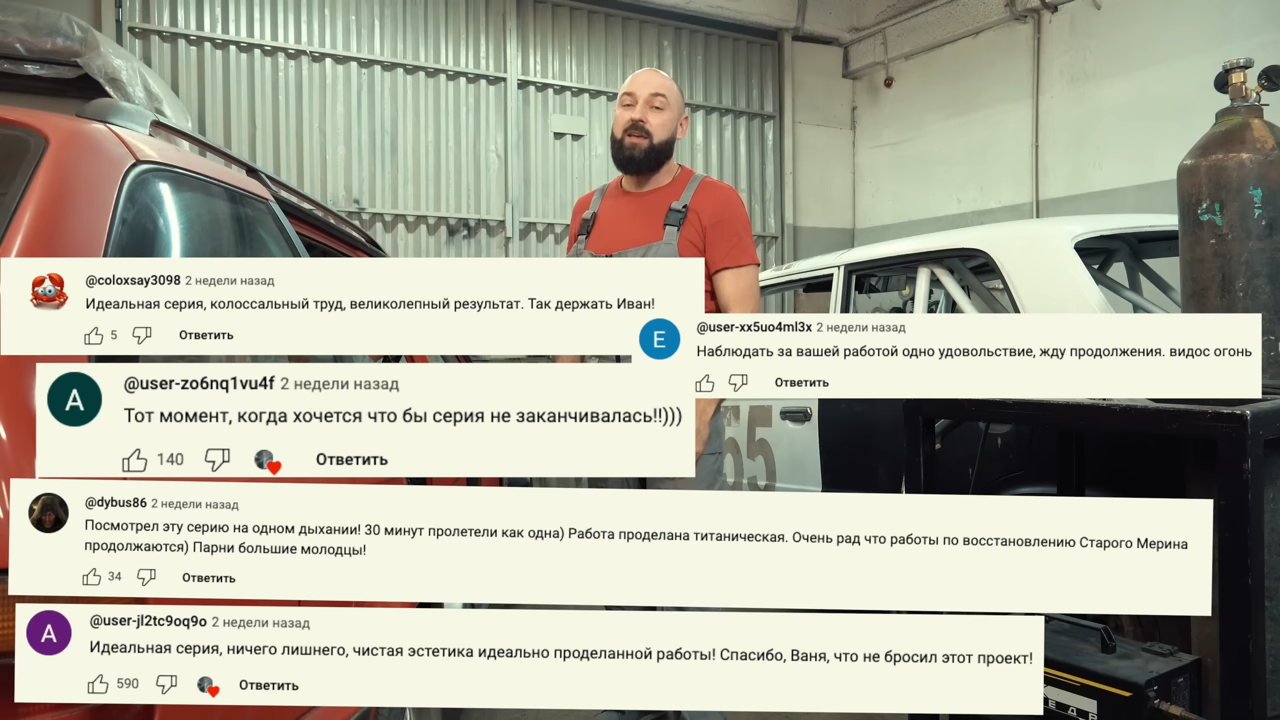 @coloxsay3098 2 недели назад
Идеальная серия, колоссальный труд, великолепный результат. Так держать Иван!
5 Ответить
E
@user-xx5uo4ml3x 2 недели назад
Наблюдать за вашей работой одно удовольствие, жду продолжения. видос огонь
Ответить
A
@user-zo6nq1vu4f 2 недели назад
Тот момент, когда хочется что бы серия не заканчивалась!!)))
140 Ответить
55
@dybus86 2 недели назад
Посмотрел эту серию на одном дыхании! 30 минут пролетели как одна) Работа проделана титаническая. Очень рад что работы по восстановлению Старого Мерина
продолжаются) Парни большие молодцы!
34 Ответить
A
@user-jl2tc9oq9o 2 недели назад
Идеальная серия, ничего лишнего, чистая эстетика идеально проделанной работы! Спасибо, Ваня, что не бросил этот проект!
590 Ответить
КЕДР